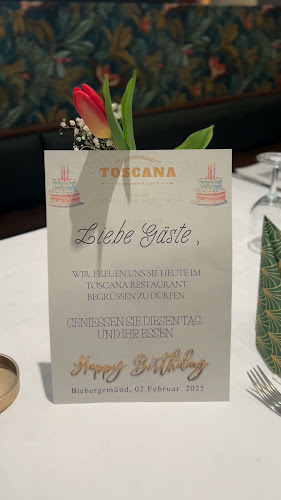 TOSCANA
Liebe Gäste,
WIR FREUEN UNS SIE HEUTE IM
TOSCANA RESTAURANT
BEGRÜSSEN ZU DÜRFEN.
GENIESSEN SIE DIESEN TAG
UND IHR ESSEN
Happy Birthday
Biebergemünd, 02.Februar. 2025